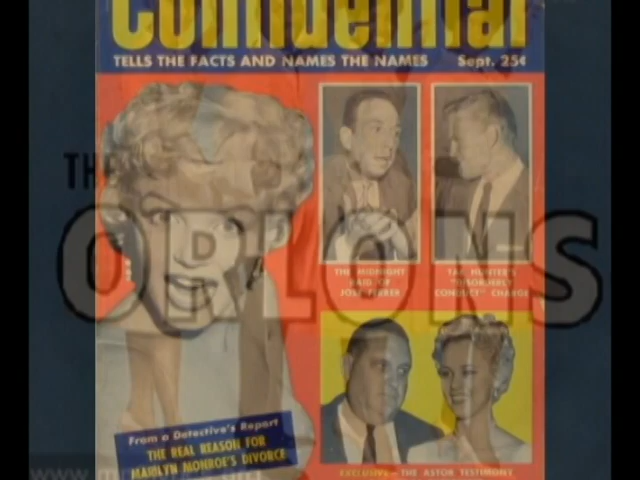 Confidential
TELLS THE FACTS AND NAMES THE NAMES Sept. 25¢
THE
ORLONS
THE MIDNIGHT
RAID OF
JOSE FERRER
TAB HUNTER'S
"DISORDERLY
CONDUCT" CHARGE
From a Detective's Report
THE REAL REASON FOR
MARILYN MONROE'S DIVORCE
EXCLUSIVE—THE ASTOR TESTIMONY